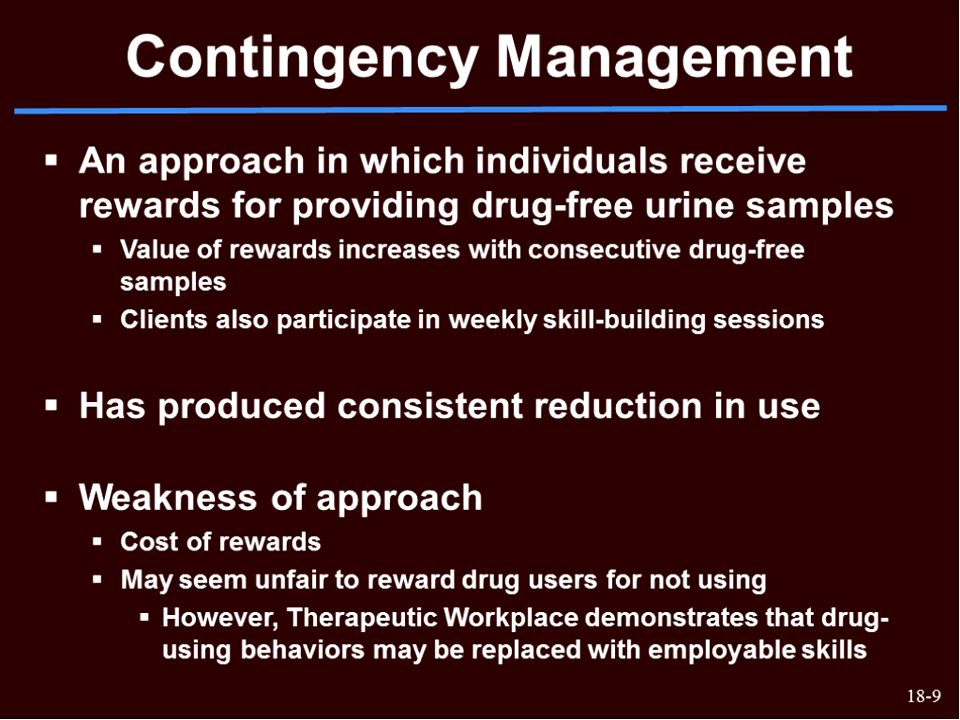 Contingency Management
▪ An approach in which individuals receive
rewards for providing drug-free urine samples
▪ Value of rewards increases with consecutive drug-free
samples
▪ Clients also participate in weekly skill-building sessions
▪ Has produced consistent reduction in use
▪ Weakness of approach
▪ Cost of rewards
▪ May seem unfair to reward drug users for not using
▪ However, Therapeutic Workplace demonstrates that drug-
using behaviors may be replaced with employable skills
18-9